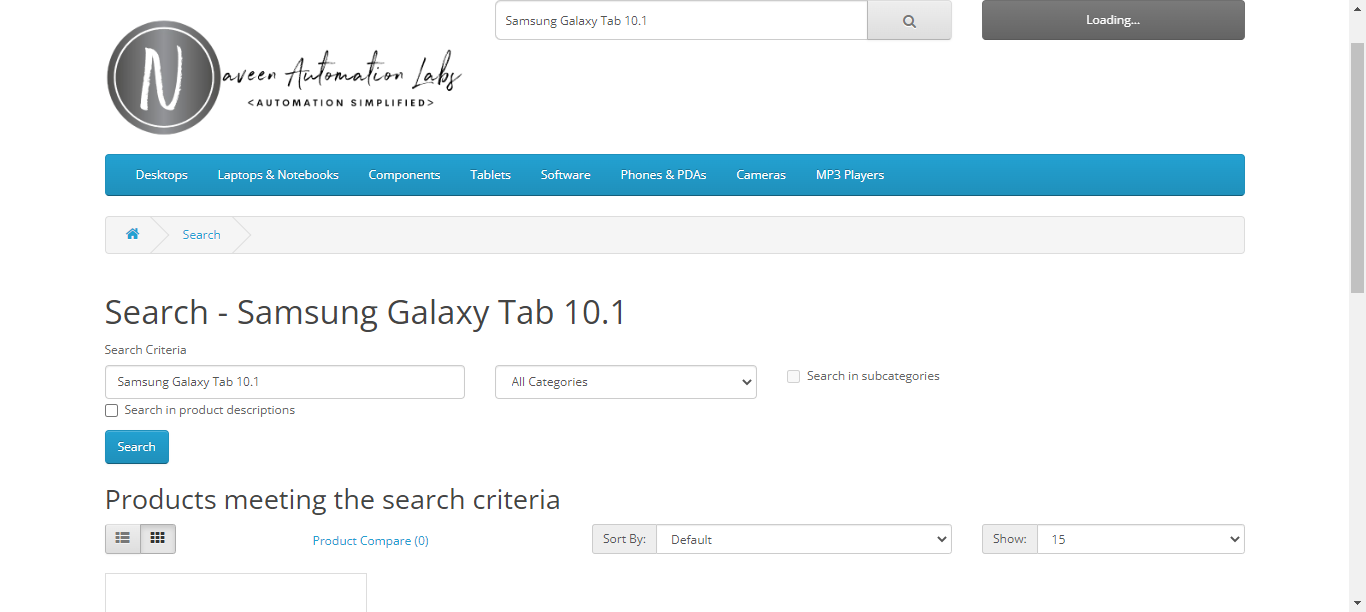 Samsung Galaxy Tab 10.1
Loading...
N
aveen Automation Labs
<AUTOMATION SIMPLIFIED>
Desktops Laptops & Notebooks Components Tablets Software Phones & PDAs Cameras MP3 Players
Search
Search - Samsung Galaxy Tab 10.1
Search Criteria
Samsung Galaxy Tab 10.1
All Categories
Search in subcategories
Search in product descriptions
Search
Products meeting the search criteria
Product Compare (0)
Sort By: Default
Show: 15